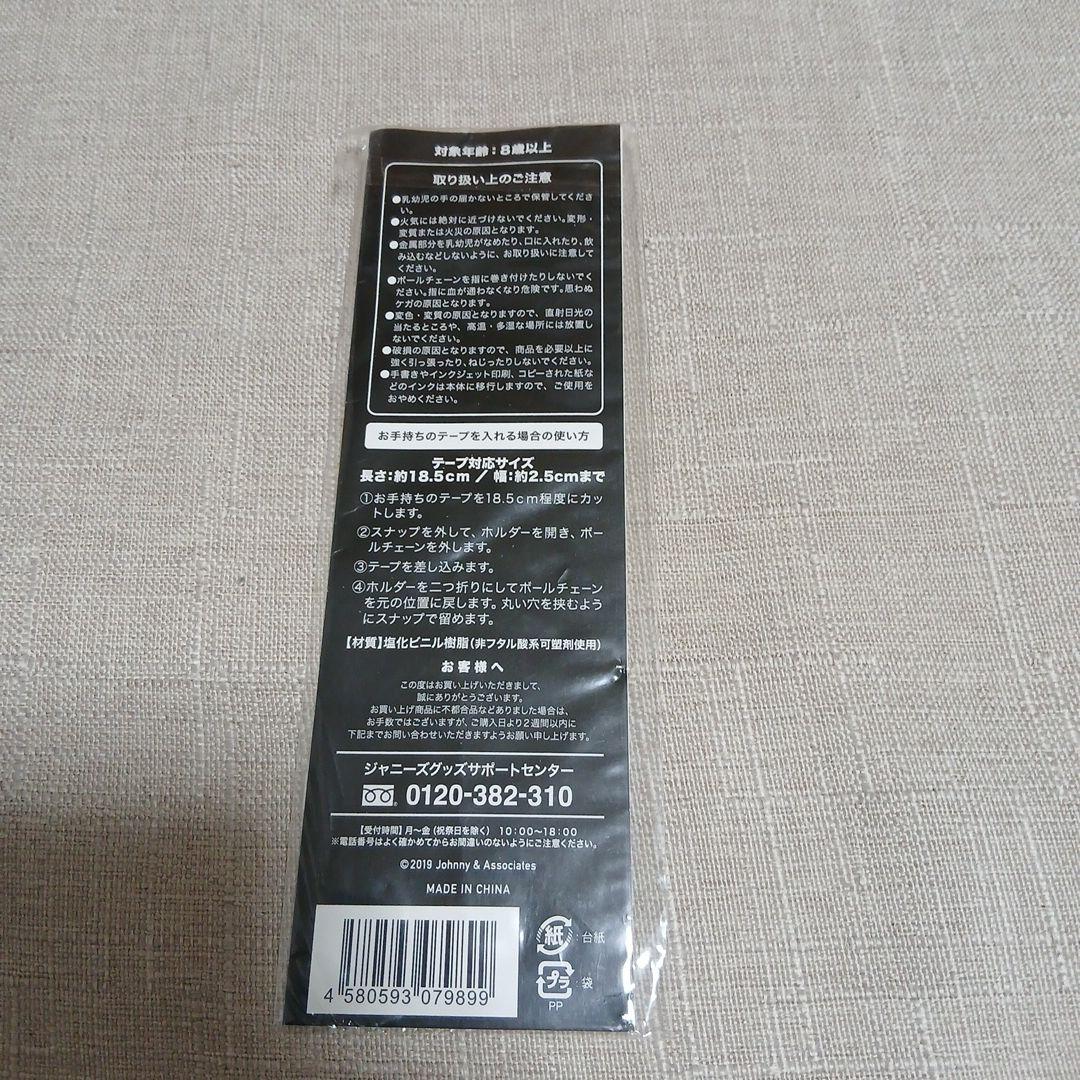 対象年齢：8歳以上
取り扱い上のご注意
●乳幼児の手の届かないところで保管してくださ
い。
●火気には絶対に近づけないでください。変形・
変質または火災の原因となります。
●金属部分を乳幼児がなめたり、口に入れたり、飲
み込むなどしないように、お取り扱いに注意して
ください。
●ボールチェーンを指に巻き付けたりしないでく
ださい。指に血が通わなくなり危険です。思わぬ
ケガの原因となります。
●変色・変質の原因となりますので、直射日光の
当たるところや、高温・多湿な場所には放置し
ないでください。
●破損の原因となりますので、商品を必要以上に
強く引っ張ったり、ねじったりしないでください。
●手書きやインクジェット印刷、コピーされた紙な
どのインクは本体に移行しますので、ご使用を
おやめください。
お手持ちのテープを入れる場合の使い方
テープ対応サイズ
長さ：約18.5cm ／ 幅：約2.5cmまで
①お手持ちのテープを18.5cm程度にカッ
トします。
②スナップを外して、ホルダーを開き、ボー
ルチェーンを外します。
③テープを差し込みます。
④ホルダーを二つ折りにしてボールチェーン
を元の位置に戻します。丸い穴を挟むよう
にスナップで留めます。
【材質】塩化ビニル樹脂（非フタル酸系可塑剤使用）
お客様へ
この度はお買い上げいただきまして、
誠にありがとうございます。
お買い上げ商品に不都合品などありました場合は、
お手数ではございますが、ご購入日より2週間以内に
下記までお問い合わせいただきますようお願い申し上げます。
ジャニーズグッズサポートセンター
0120-382-310
【受付時間】月～金（祝祭日を除く） 10：00～18：00
※電話番号はよく確かめてからお間違いのないようにご注意ください。
©2019 Johnny & Associates
MADE IN CHINA
4 580593 079899
紙：台紙
プラ：袋
PP